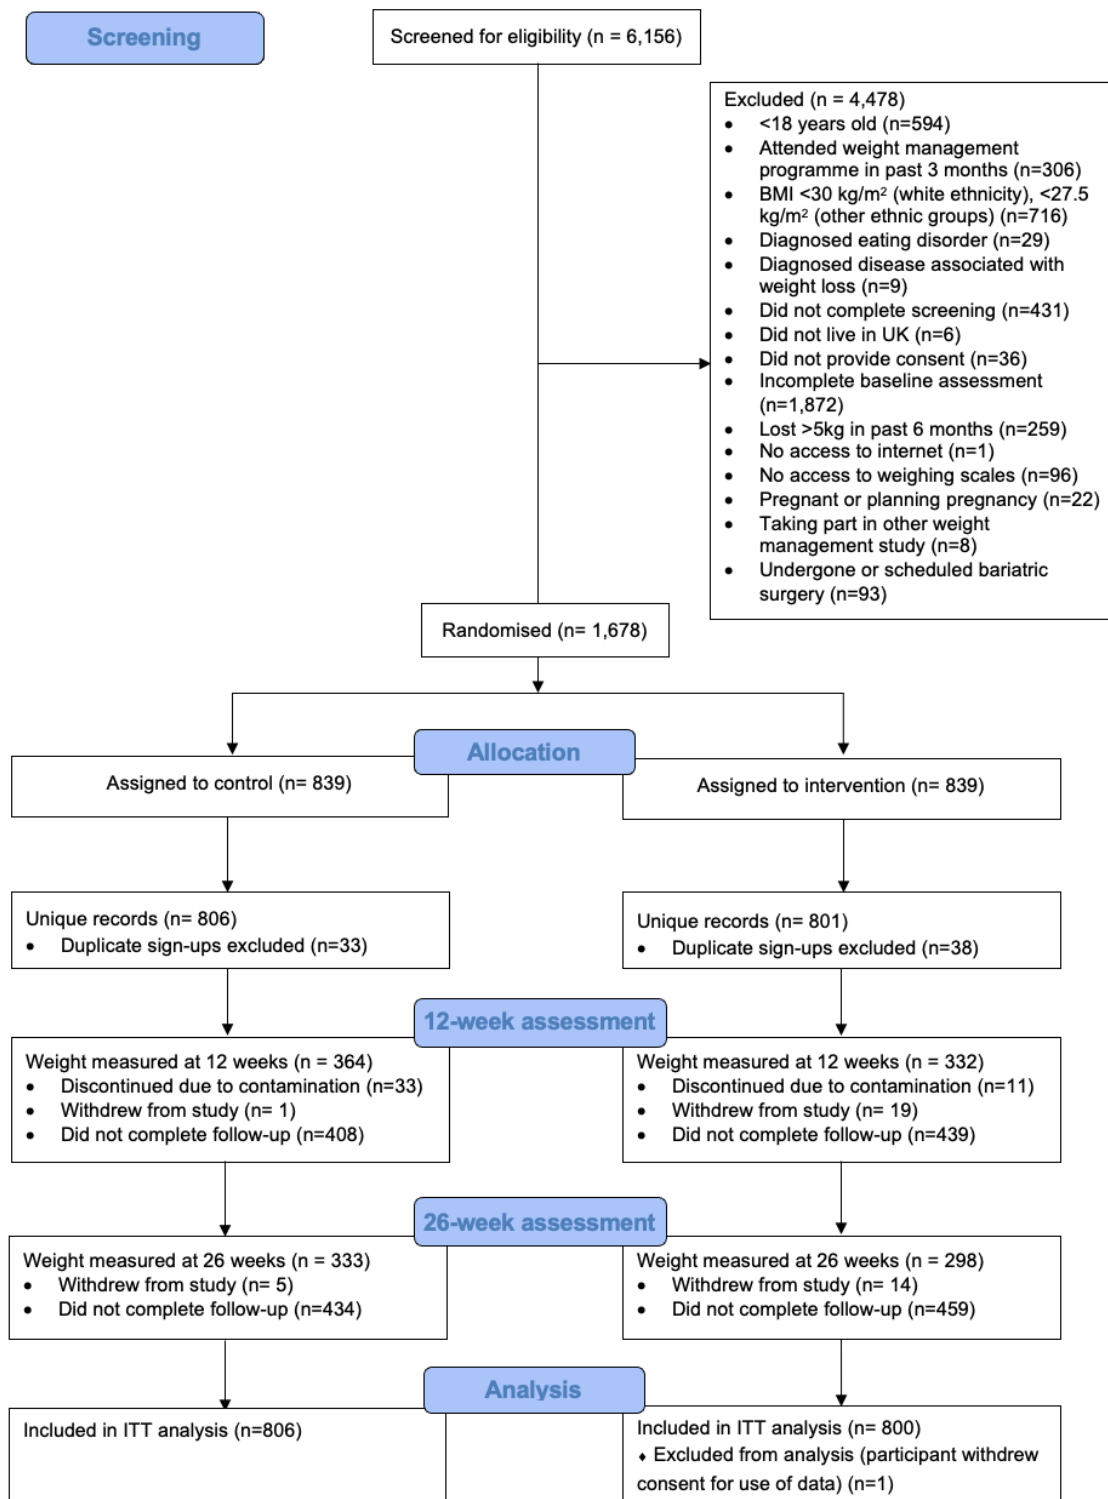 Screening
Screened for eligibility (n = 6,156)
Excluded (n = 4,478)
• <18 years old (n=594)
• Attended weight management
programme in past 3 months (n=306)
• BMI <30 kg/m² (white ethnicity), <27.5
kg/m² (other ethnic groups) (n=716)
• Diagnosed eating disorder (n=29)
• Diagnosed disease associated with
weight loss (n=9)
• Did not complete screening (n=431)
• Did not live in UK (n=6)
• Did not provide consent (n=36)
• Incomplete baseline assessment
(n=1,872)
• Lost >5kg in past 6 months (n=259)
• No access to internet (n=1)
• No access to weighing scales (n=96)
• Pregnant or planning pregnancy (n=22)
• Taking part in other weight
management study (n=8)
• Undergone or scheduled bariatric
surgery (n=93)
Randomised (n= 1,678)
Allocation
Assigned to control (n= 839)
Assigned to intervention (n= 839)
Unique records (n= 806)
• Duplicate sign-ups excluded (n=33)
Unique records (n= 801)
• Duplicate sign-ups excluded (n=38)
12-week assessment
Weight measured at 12 weeks (n = 364)
• Discontinued due to contamination (n=33)
• Withdrew from study (n= 1)
• Did not complete follow-up (n=408)
Weight measured at 12 weeks (n = 332)
• Discontinued due to contamination (n=11)
• Withdrew from study (n= 19)
• Did not complete follow-up (n=439)
26-week assessment
Weight measured at 26 weeks (n = 333)
• Withdrew from study (n= 5)
• Did not complete follow-up (n=434)
Weight measured at 26 weeks (n = 298)
• Withdrew from study (n= 14)
• Did not complete follow-up (n=459)
Analysis
Included in ITT analysis (n=806)
Included in ITT analysis (n= 800)
♦ Excluded from analysis (participant withdrew
consent for use of data) (n=1)